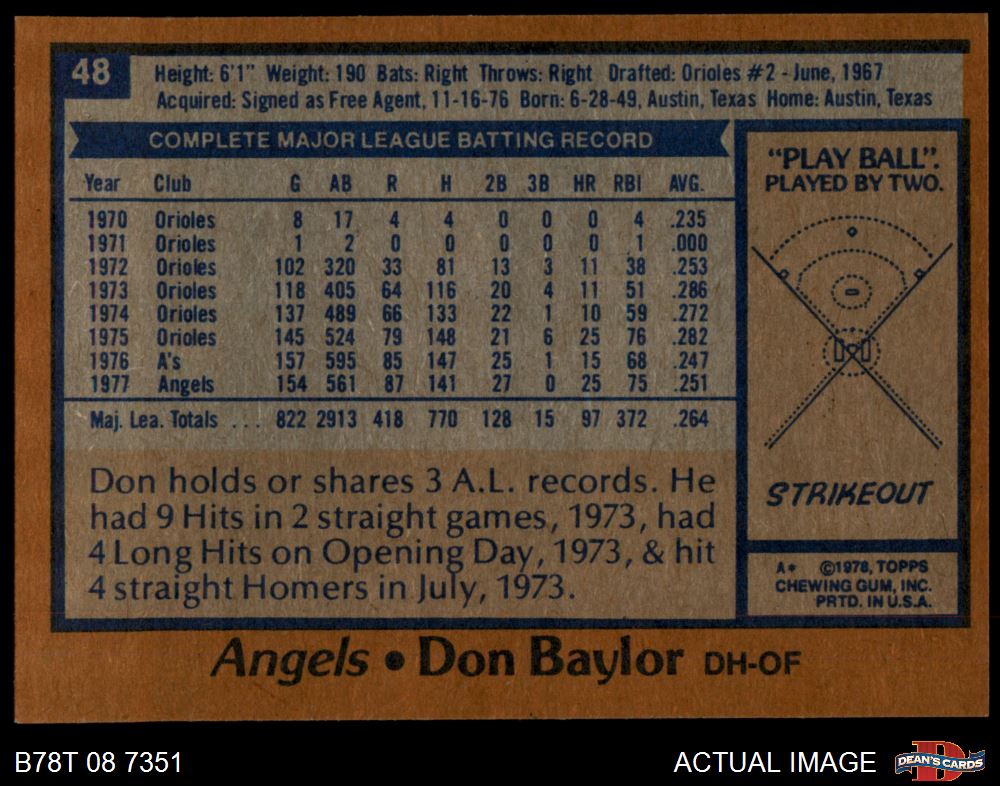 48
Height: 6'1" Weight: 190 Bats: Right Throws: Right Drafted: Orioles #2 - June, 1967
Acquired: Signed as Free Agent, 11-16-76 Born: 6-28-49, Austin, Texas Home: Austin, Texas
COMPLETE MAJOR LEAGUE BATTING RECORD
Year Club G AB R H 2B 3B HR RBI AVG.
1970 Orioles 8 17 4 4 0 0 0 4 .235
1971 Orioles 1 2 0 0 0 0 0 1 .000
1972 Orioles 102 320 33 81 13 3 11 38 .253
1973 Orioles 118 405 64 116 20 4 11 51 .286
1974 Orioles 137 489 66 133 22 1 10 59 .272
1975 Orioles 145 524 79 148 21 6 25 76 .282
1976 A's 157 595 85 147 25 1 15 68 .247
1977 Angels 154 561 87 141 27 0 25 75 .251
Maj. Lea. Totals ... 822 2913 418 770 128 15 97 372 .264
Don holds or shares 3 A.L. records. He
had 9 Hits in 2 straight games, 1973, had
4 Long Hits on Opening Day, 1973, & hit
4 straight Homers in July, 1973.
"PLAY BALL".
PLAYED BY TWO.
STRIKEOUT
A* ©1978, TOPPS
CHEWING GUM, INC.
PRTD. IN U.S.A.
Angels • Don Baylor DH-OF
B78T 08 7351
ACTUAL IMAGE
D
DEAN'S CARDS